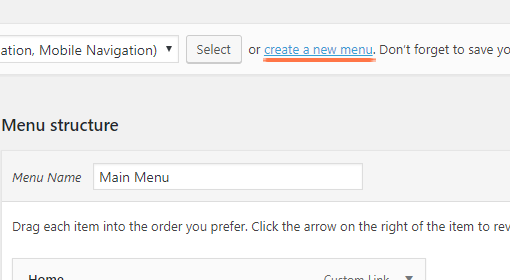 ation, Mobile Navigation) Select or create a new menu. Don't forget to save yo
Menu structure
Menu Name Main Menu
Drag each item into the order you prefer. Click the arrow on the right of the item to rev
Home Custom Link